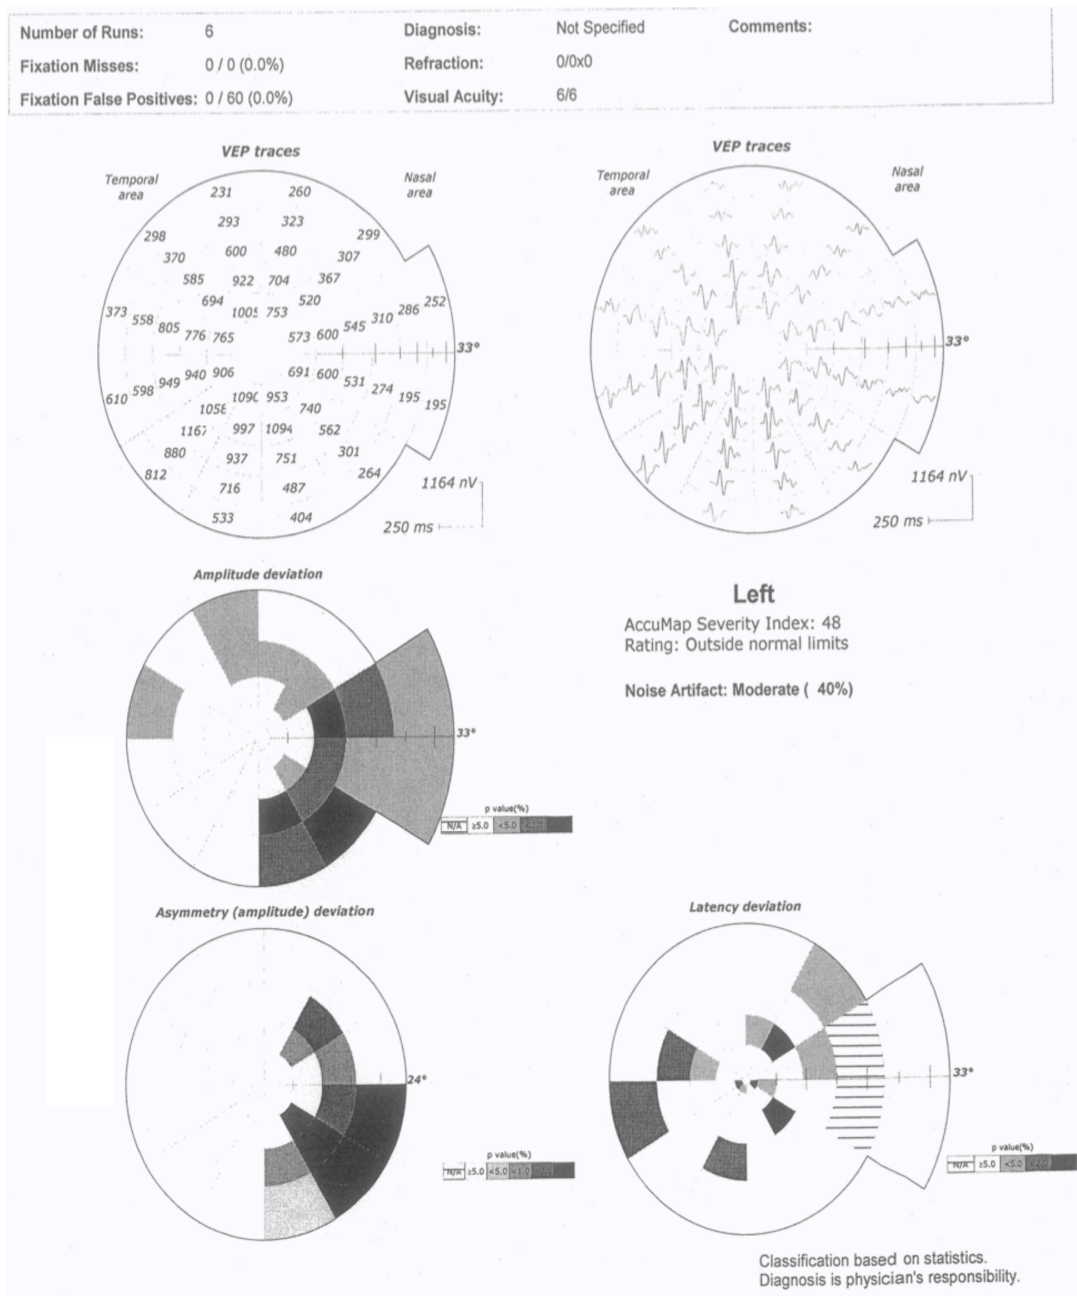 Number of Runs: 6 Diagnosis: Not Specified Comments:
Fixation Misses: 0 / 0 (0.0%) Refraction: 0/0x0
Fixation False Positives: 0 / 60 (0.0%) Visual Acuity: 6/6
VEP traces
Temporal area
Nasal area
231 260
293 323
298 299
600 480
370 307
585 922 704 367
694 520
373 558 1005 753 310 286 252
805 545
776 765 573 600
33°
940 906 691 600
949 531
610 598 274 195 195
1090 953
1058 740
1167 997 1094 562
880 301
937 751
812 264
716 487
533 404
1164 nV
250 ms
VEP traces
Temporal area
Nasal area
33°
1164 nV
250 ms
Amplitude deviation
33°
p value(%)
N/A ≥5.0 <5.0
Left
AccuMap Severity Index: 48
Rating: Outside normal limits
Noise Artifact: Moderate ( 40%)
Asymmetry (amplitude) deviation
24°
p value(%)
N/A ≥5.0 <5.0 <1.0
Latency deviation
33°
p value(%)
N/A ≥5.0 <5.0
Classification based on statistics.
Diagnosis is physician's responsibility.